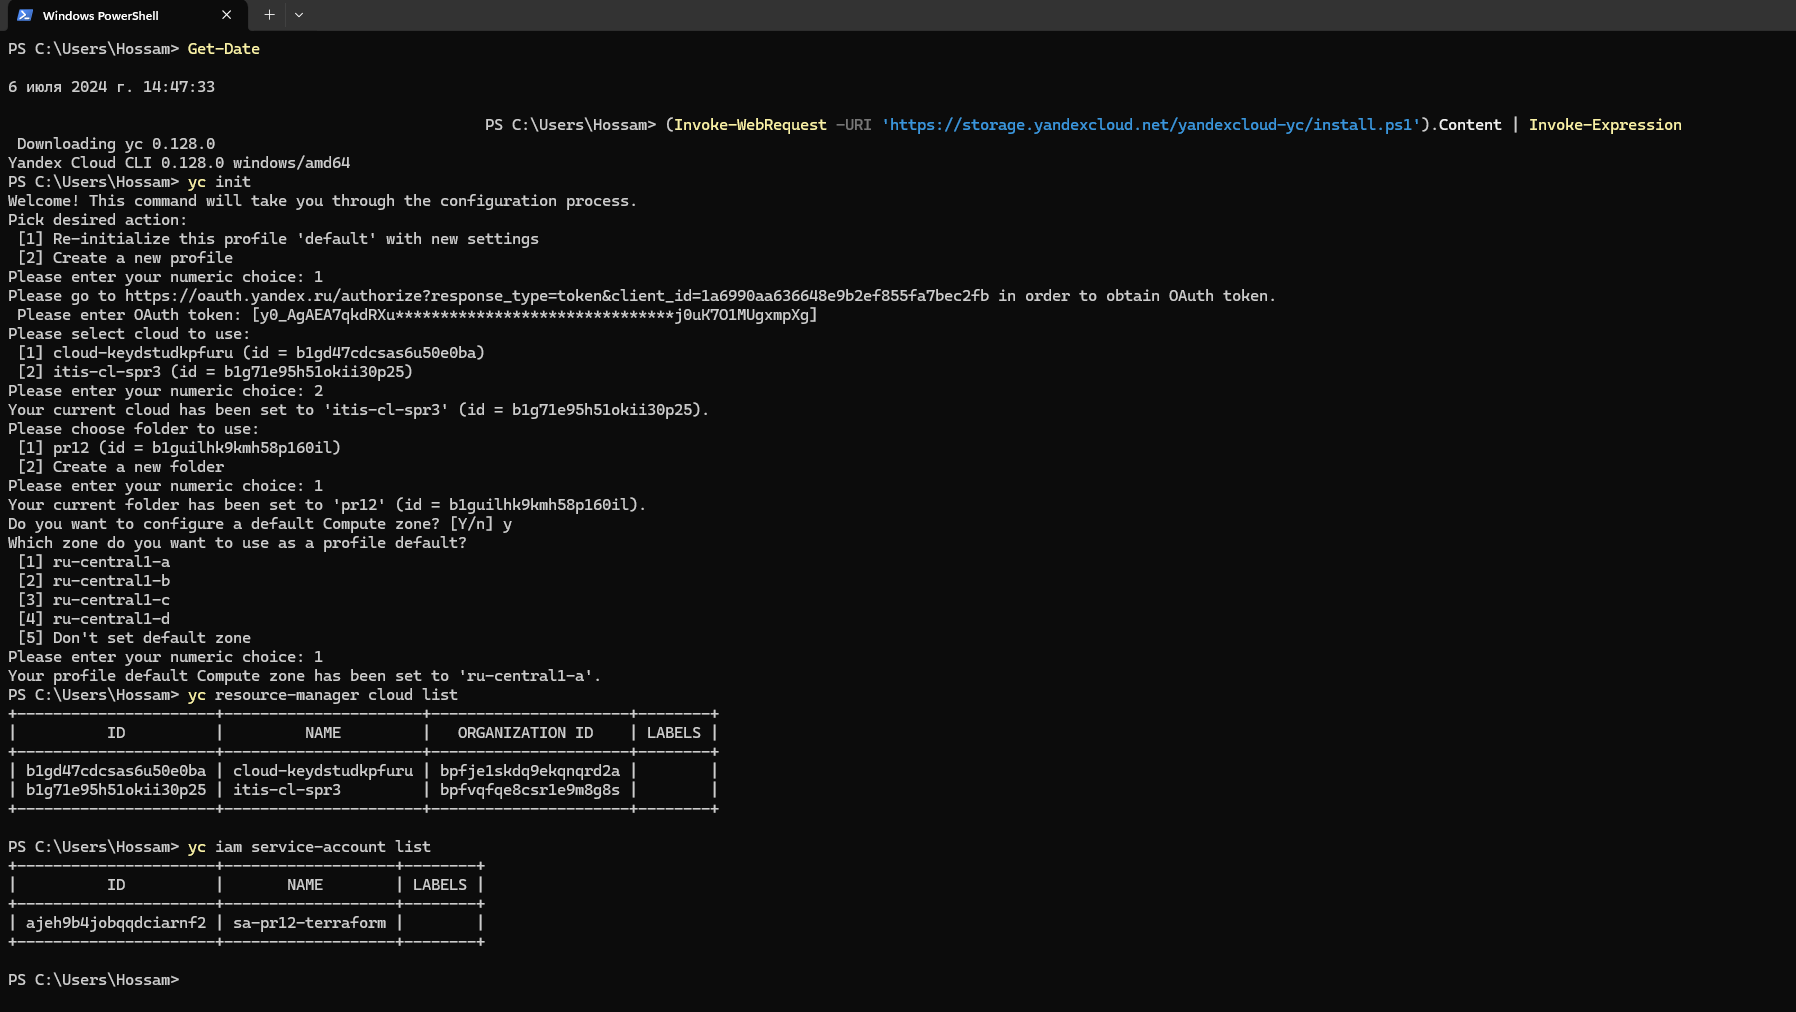 Windows PowerShell
PS C:\Users\Hossam> Get-Date
6 июля 2024 г. 14:47:33
PS C:\Users\Hossam> (Invoke-WebRequest -URI 'https://storage.yandexcloud.net/yandexcloud-yc/install.ps1').Content | Invoke-Expression
Downloading yc 0.128.0
Yandex Cloud CLI 0.128.0 windows/amd64
PS C:\Users\Hossam> yc init
Welcome! This command will take you through the configuration process.
Pick desired action:
[1] Re-initialize this profile 'default' with new settings
[2] Create a new profile
Please enter your numeric choice: 1
Please go to https://oauth.yandex.ru/authorize?response_type=token&client_id=1a6990aa636648e9b2ef855fa7bec2fb in order to obtain OAuth token.
Please enter OAuth token: [y0_AgAEA7qkdRXu*******************************j0uK7O1MUgxmpXg]
Please select cloud to use:
[1] cloud-keydstudkpfuru (id = b1gd47cdcsas6u50e0ba)
[2] itis-cl-spr3 (id = b1g71e95h51okii30p25)
Please enter your numeric choice: 2
Your current cloud has been set to 'itis-cl-spr3' (id = b1g71e95h51okii30p25).
Please choose folder to use:
[1] pr12 (id = b1guilhk9kmh58p160il)
[2] Create a new folder
Please enter your numeric choice: 1
Your current folder has been set to 'pr12' (id = b1guilhk9kmh58p160il).
Do you want to configure a default Compute zone? [Y/n] y
Which zone do you want to use as a profile default?
[1] ru-central1-a
[2] ru-central1-b
[3] ru-central1-c
[4] ru-central1-d
[5] Don't set default zone
Please enter your numeric choice: 1
Your profile default Compute zone has been set to 'ru-central1-a'.
PS C:\Users\Hossam> yc resource-manager cloud list
| ID | NAME | ORGANIZATION ID | LABELS |
| b1gd47cdcsas6u50e0ba | cloud-keydstudkpfuru | bpfje1skdq9ekqnqrd2a | |
| b1g71e95h51okii30p25 | itis-cl-spr3 | bpfvqfqe8csr1e9m8g8s | |
PS C:\Users\Hossam> yc iam service-account list
| ID | NAME | LABELS |
| ajeh9b4jobqqdciarnf2 | sa-pr12-terraform | |
PS C:\Users\Hossam>